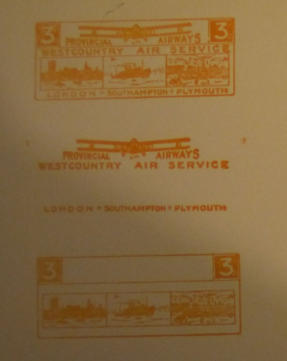 3 3
PROVINCIAL AIRWAYS
WESTCOUNTRY AIR SERVICE
LONDON - SOUTHAMPTON - PLYMOUTH
PROVINCIAL AIRWAYS
WESTCOUNTRY AIR SERVICE
LONDON - SOUTHAMPTON - PLYMOUTH
3 3